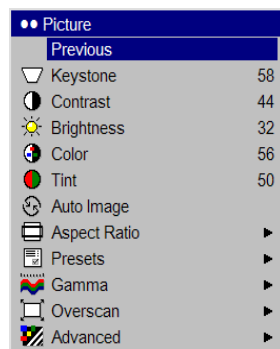 Picture
Previous
Keystone 58
Contrast 44
Brightness 32
Color 56
Tint 50
Auto Image
Aspect Ratio
Presets
Gamma
Overscan
Advanced